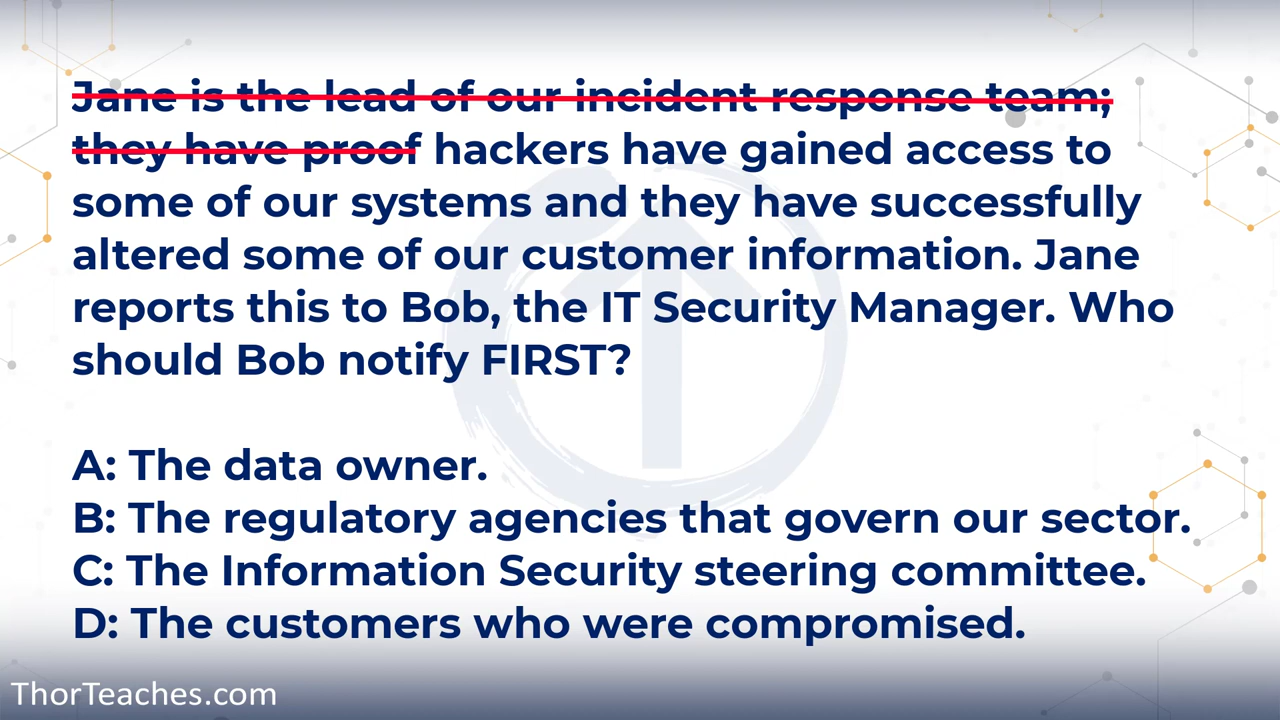 Jane is the lead of our incident response team;
they have proof hackers have gained access to
some of our systems and they have successfully
altered some of our customer information. Jane
reports this to Bob, the IT Security Manager. Who
should Bob notify FIRST?
A: The data owner.
B: The regulatory agencies that govern our sector.
C: The Information Security steering committee.
D: The customers who were compromised.
ThorTeaches.com